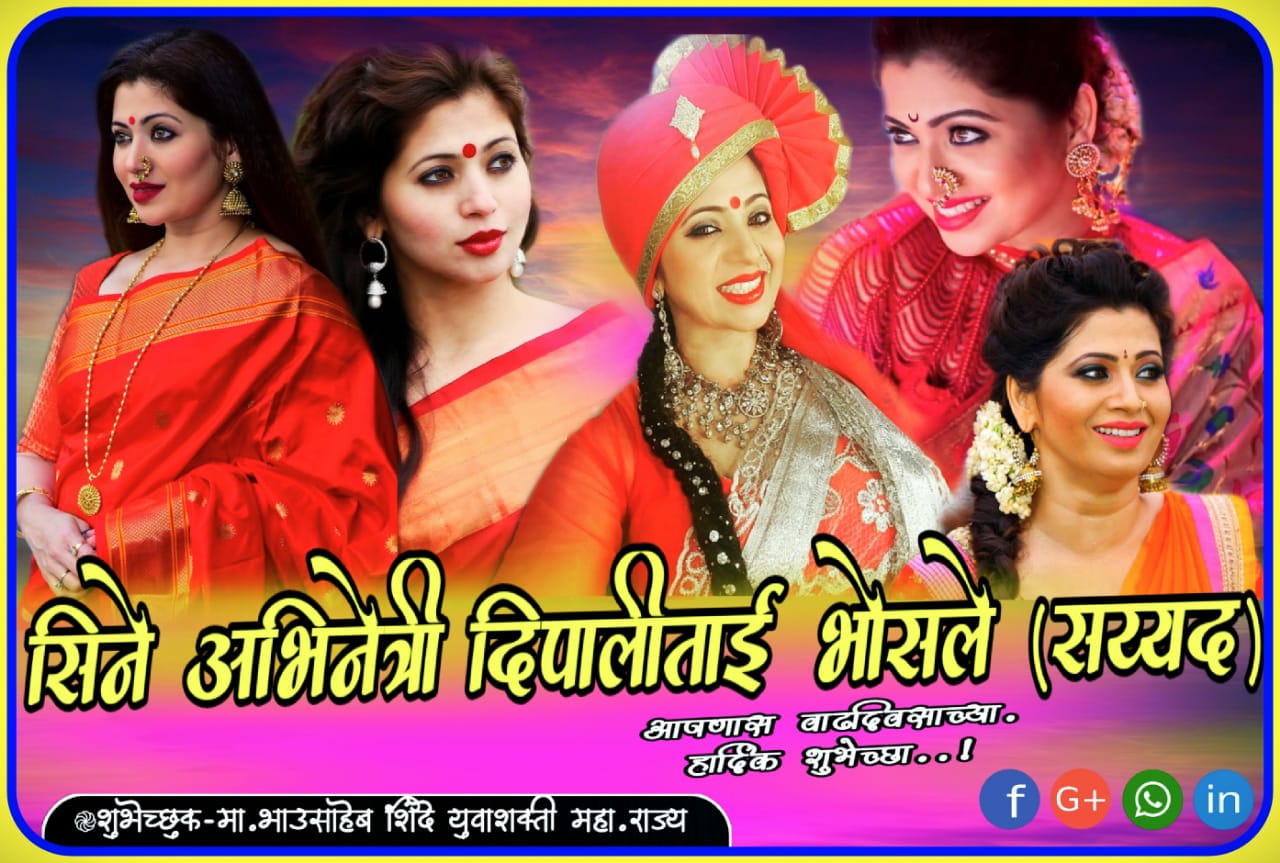 सिने अभिनेत्री दिपालीताई भोसले (सय्यद)
आपणास वाढदिवसाच्या.
हार्दिक शुभेच्छा..!
f G+ in
֎शुभेच्छुक-मा.भाउसाहेब शिंदे युवाशक्ती महा.राज्य